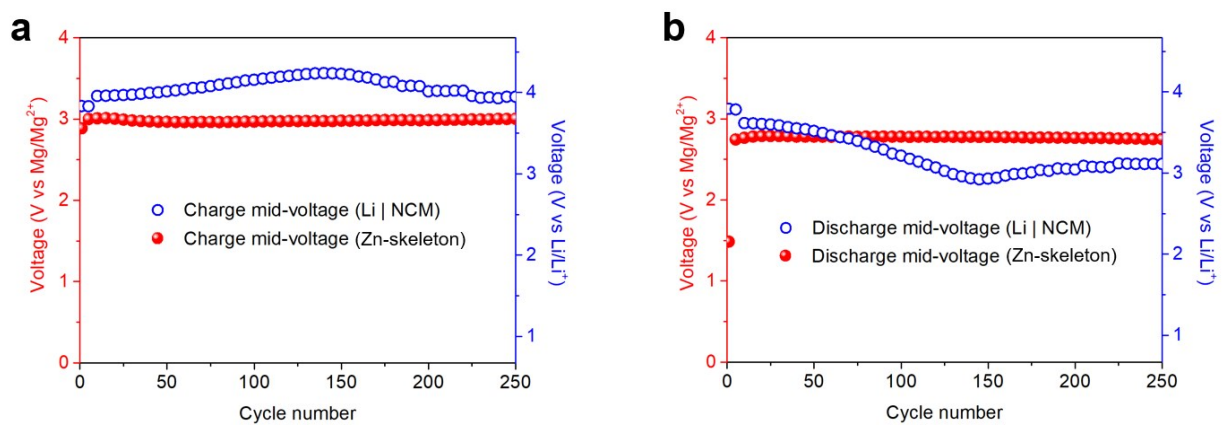 a
4
3
2
1
0
Voltage (V vs Mg/Mg²⁺)
Charge mid-voltage (Li | NCM)
Charge mid-voltage (Zn-skeleton)
4
3
2
1
Voltage (V vs Li/Li⁺)
0 50 100 150 200 250
Cycle number
b
4
3
2
1
0
Voltage (V vs Mg/Mg²⁺)
Discharge mid-voltage (Li | NCM)
Discharge mid-voltage (Zn-skeleton)
4
3
2
1
Voltage (V vs Li/Li⁺)
0 50 100 150 200 250
Cycle number